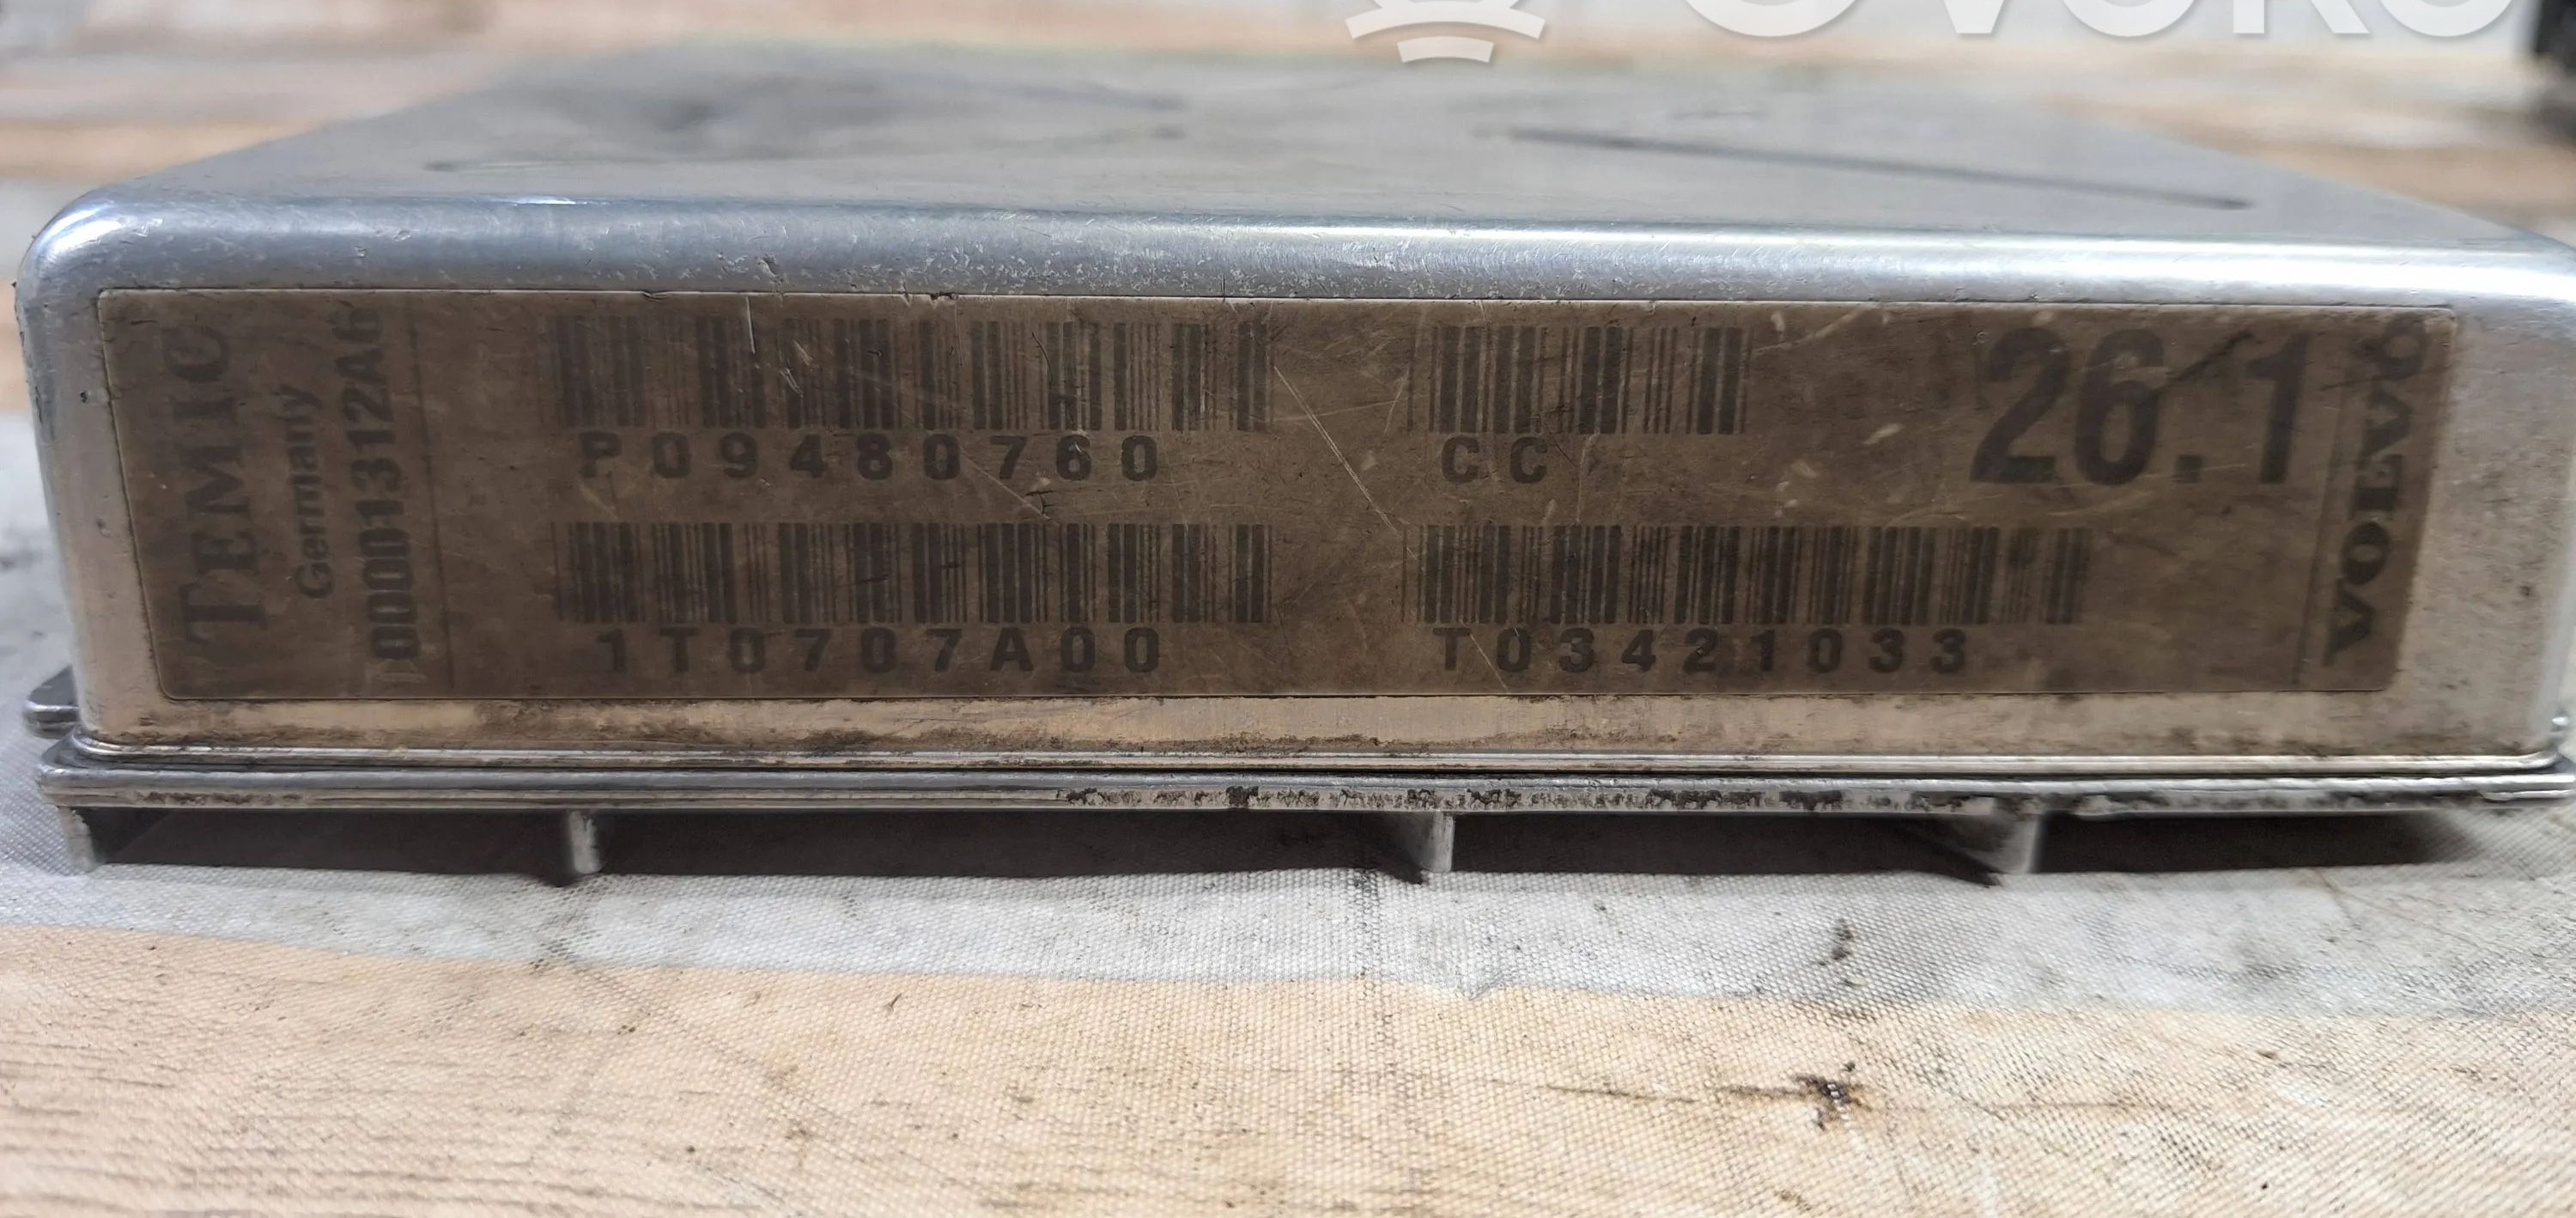 TEMIC
Germany
00001312A6
P09480760
CC
26.1
VOLVO
1T0707A00
T03421033